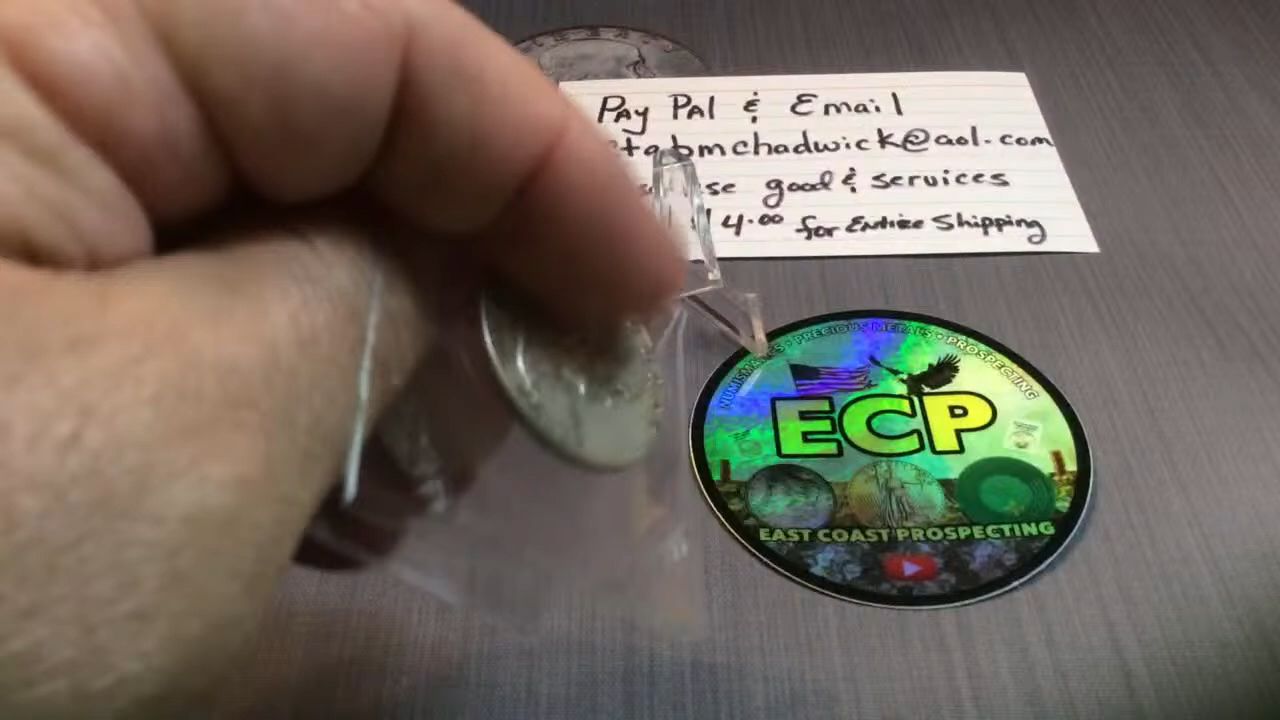 Pay Pal & Email
tabmchadwick@aol.com
good & services
4.00 for Entire Shipping
NUMISMATICS • PRECIOUS METALS • PROSPECTING
ECP
EAST COAST PROSPECTING